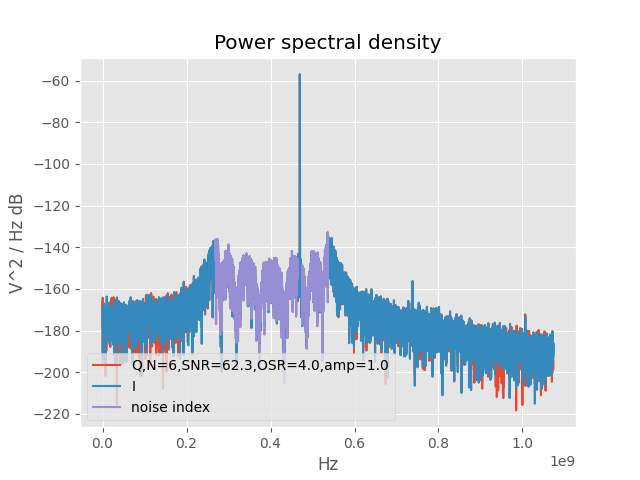 Power spectral density
−60
−80
−100
−120
−140
−160
−180
−200
−220
V^2 / Hz dB
Q,N=6,SNR=62.3,OSR=4.0,amp=1.0
I
noise index
0.0 0.2 0.4 0.6 0.8 1.0
1e9
Hz